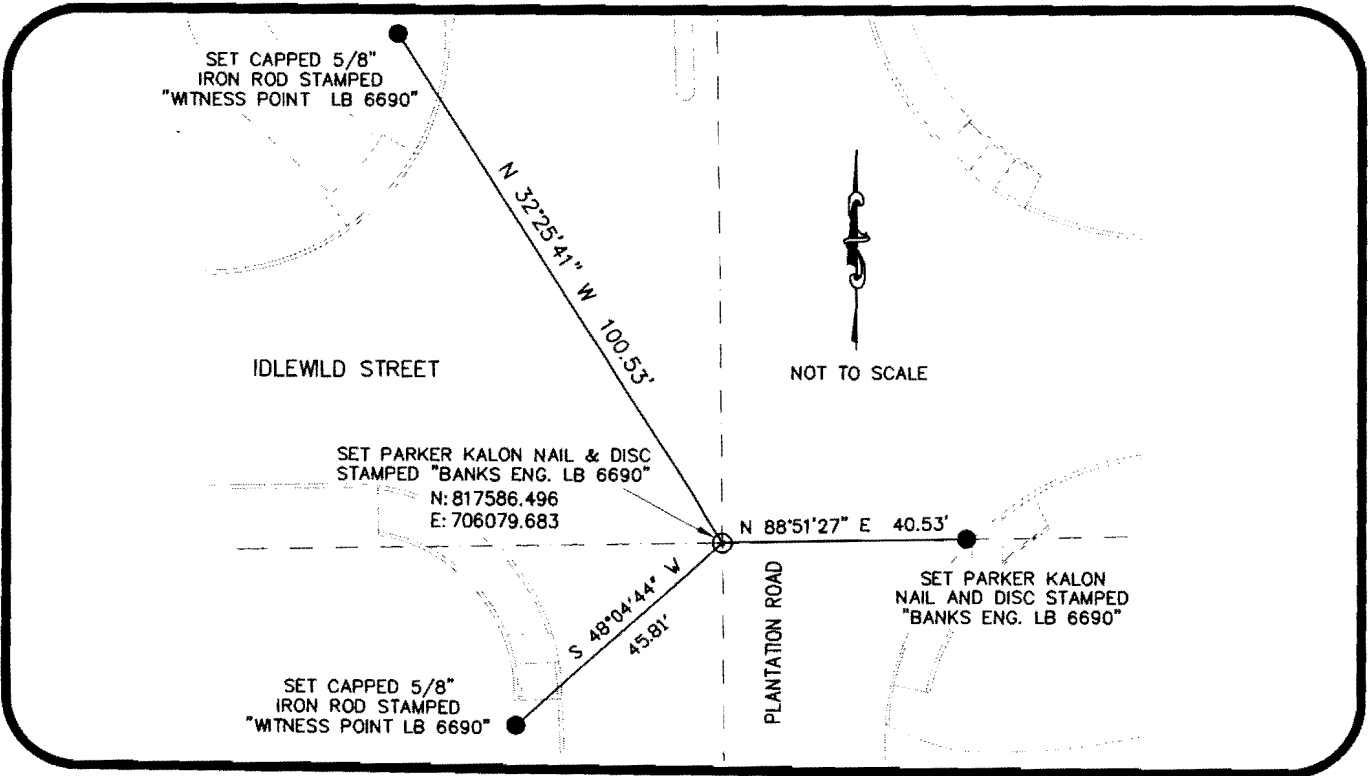 SET CAPPED 5/8"
IRON ROD STAMPED
"WITNESS POINT LB 6690"
N 32°25'41" W 100.53'
IDLEWILD STREET
NOT TO SCALE
SET PARKER KALON NAIL & DISC
STAMPED "BANKS ENG. LB 6690"
N: 817586.496
E: 706079.683
N 88°51'27" E 40.53'
S 48°04'44" W
45.81'
PLANTATION ROAD
SET PARKER KALON
NAIL AND DISC STAMPED
"BANKS ENG. LB 6690"
SET CAPPED 5/8"
IRON ROD STAMPED
"WITNESS POINT LB 6690"